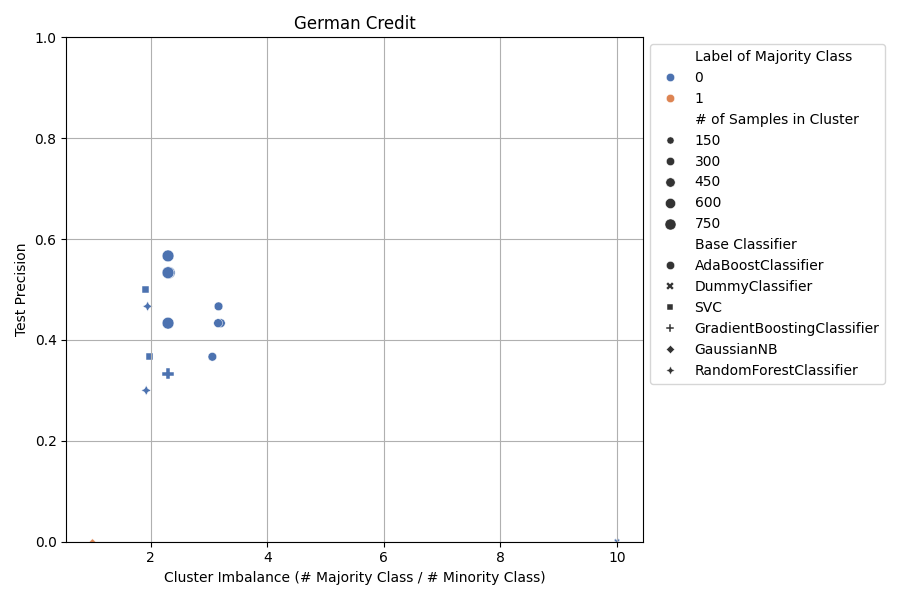 German Credit
1.0
0.8
0.6
0.4
0.2
0.0
Test Precision
2
4
6
8
10
Cluster Imbalance (# Majority Class / # Minority Class)
Label of Majority Class
0
1
# of Samples in Cluster
150
300
450
600
750
Base Classifier
AdaBoostClassifier
DummyClassifier
SVC
GradientBoostingClassifier
GaussianNB
RandomForestClassifier